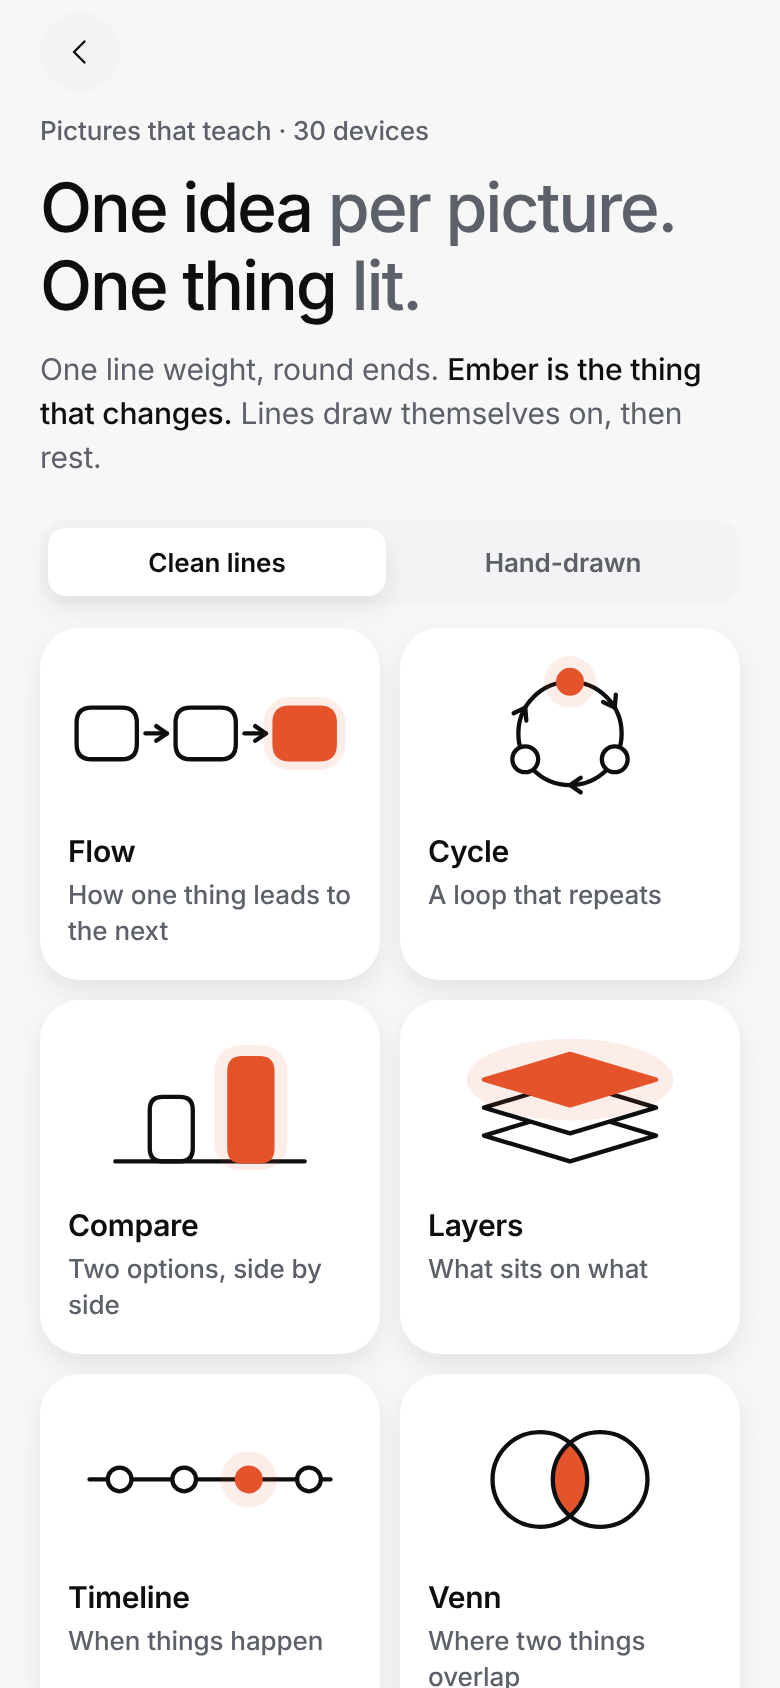 Pictures that teach · 30 devices
One idea per picture.
One thing lit.
One line weight, round ends. Ember is the thing
that changes. Lines draw themselves on, then
rest.
Clean lines
Hand-drawn
Flow
How one thing leads to
the next
Cycle
A loop that repeats
Compare
Two options, side by
side
Layers
What sits on what
Timeline
When things happen
Venn
Where two things
overlap